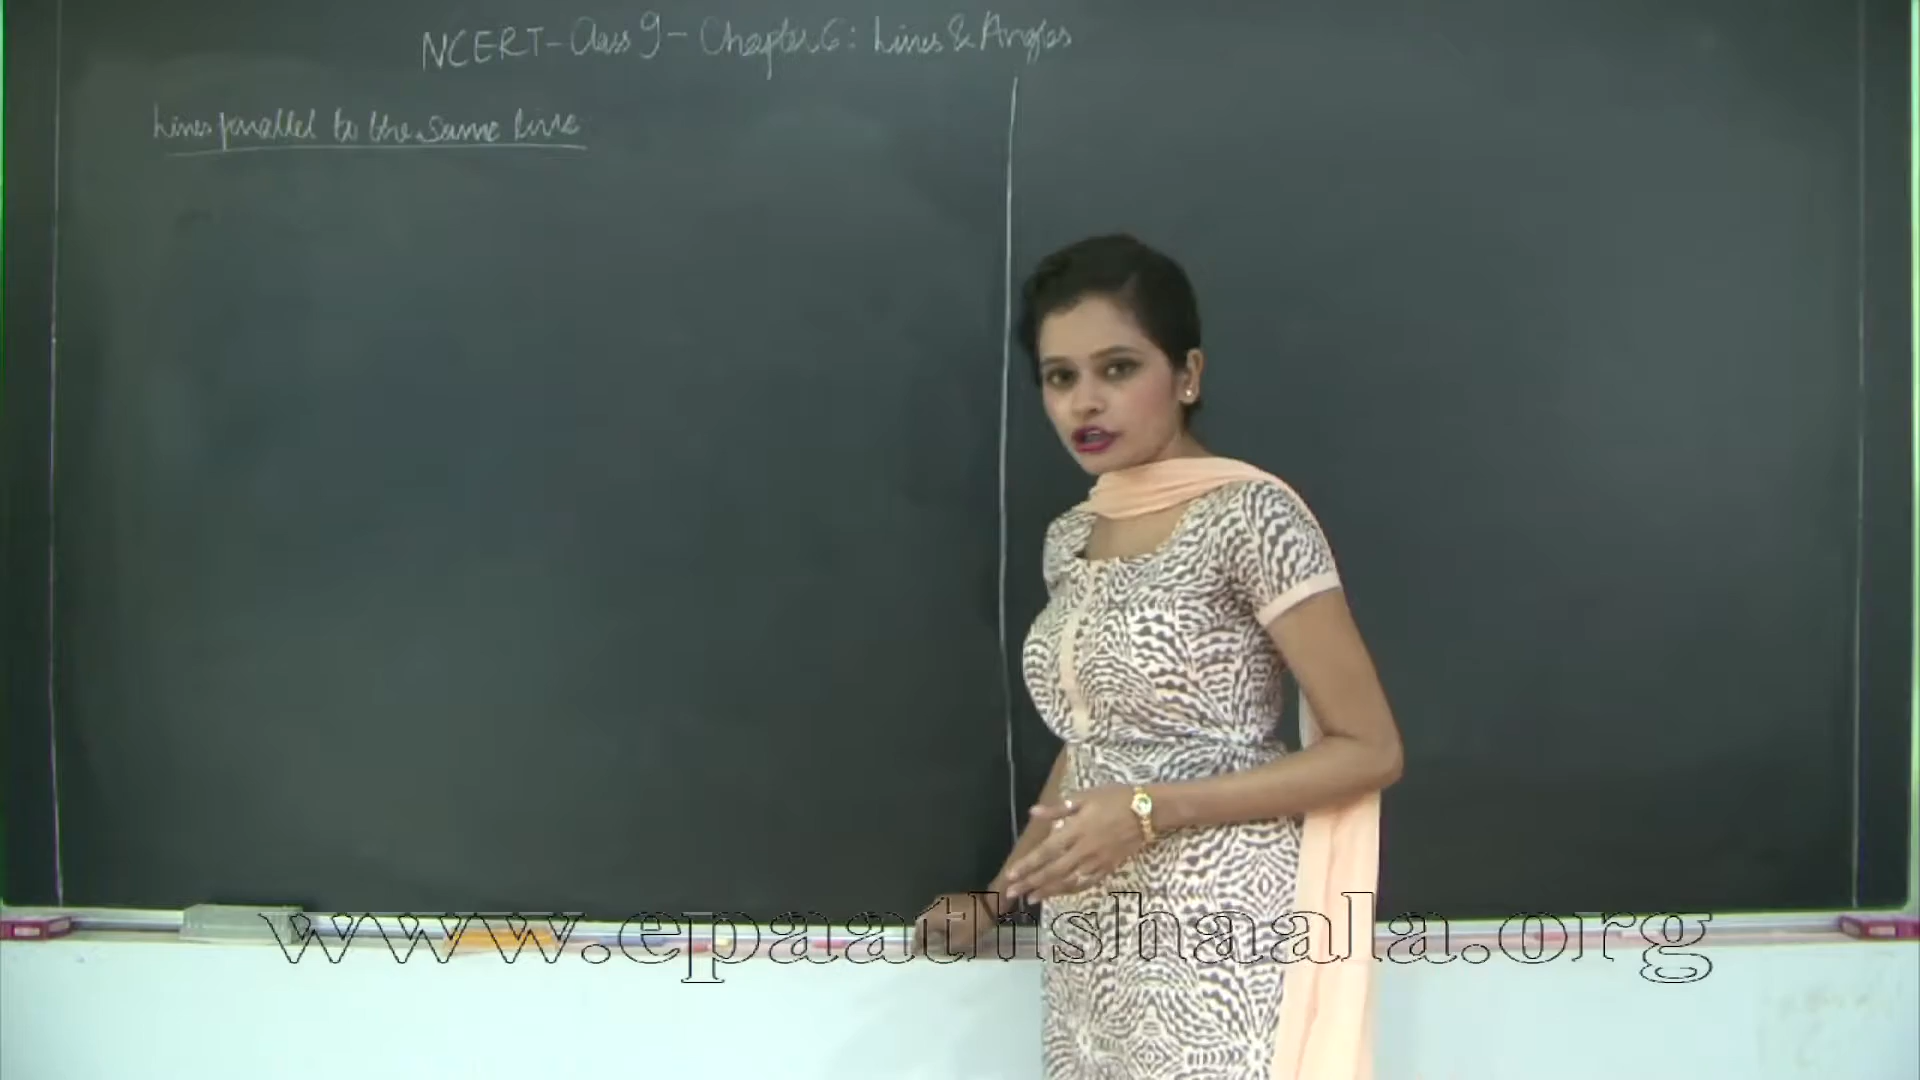 NCERT - Class 9 - Chapter 6 : Lines & Angles
Lines parallel to the same line
www.epaathshaala.org